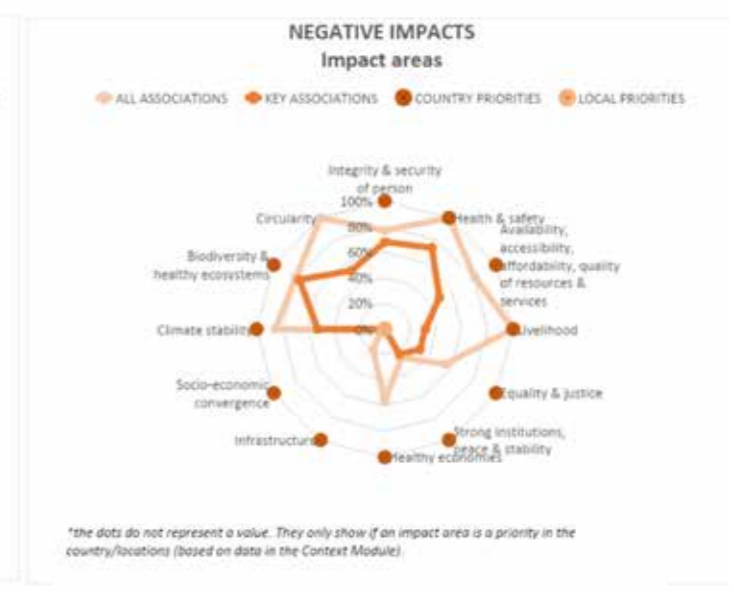 NEGATIVE IMPACTS
Impact areas
ALL ASSOCIATIONS
KEY ASSOCIATIONS
COUNTRY PRIORITIES
LOCAL PRIORITIES
Integrity & security
of person
100%
80%
60%
40%
20%
0%
Health & safety
Availability,
accessibility,
affordability, quality
of resources &
services
Livelihood
Equality & justice
Strong institutions,
peace & stability
Healthy economies
Infrastructure
Socio-economic
convergence
Climate stability
Biodiversity &
healthy ecosystems
Circularity
*the dots do not represent a value. They only show if an impact area is a priority in the
country/locations (based on data in the Context Module)